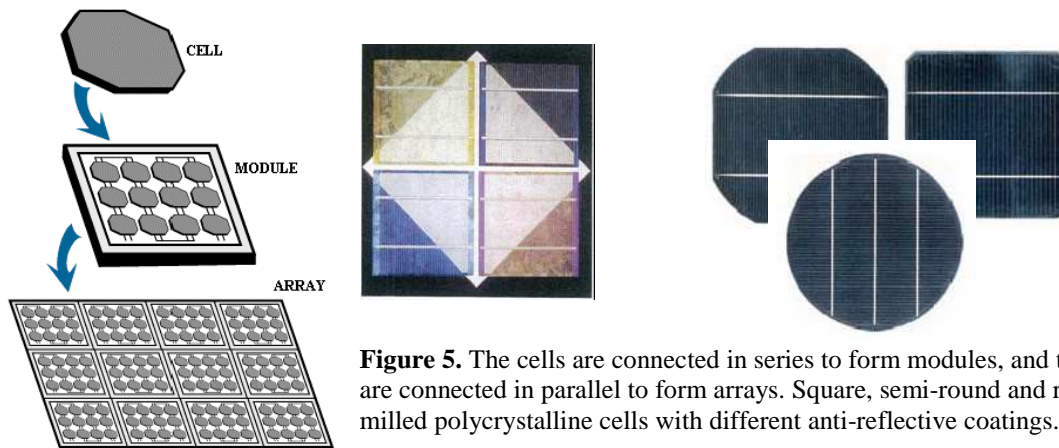 CELL
MODULE
ARRAY
Figure 5. The cells are connected in series to form modules, and
are connected in parallel to form arrays. Square, semi-round and
milled polycrystalline cells with different anti-reflective coatings.